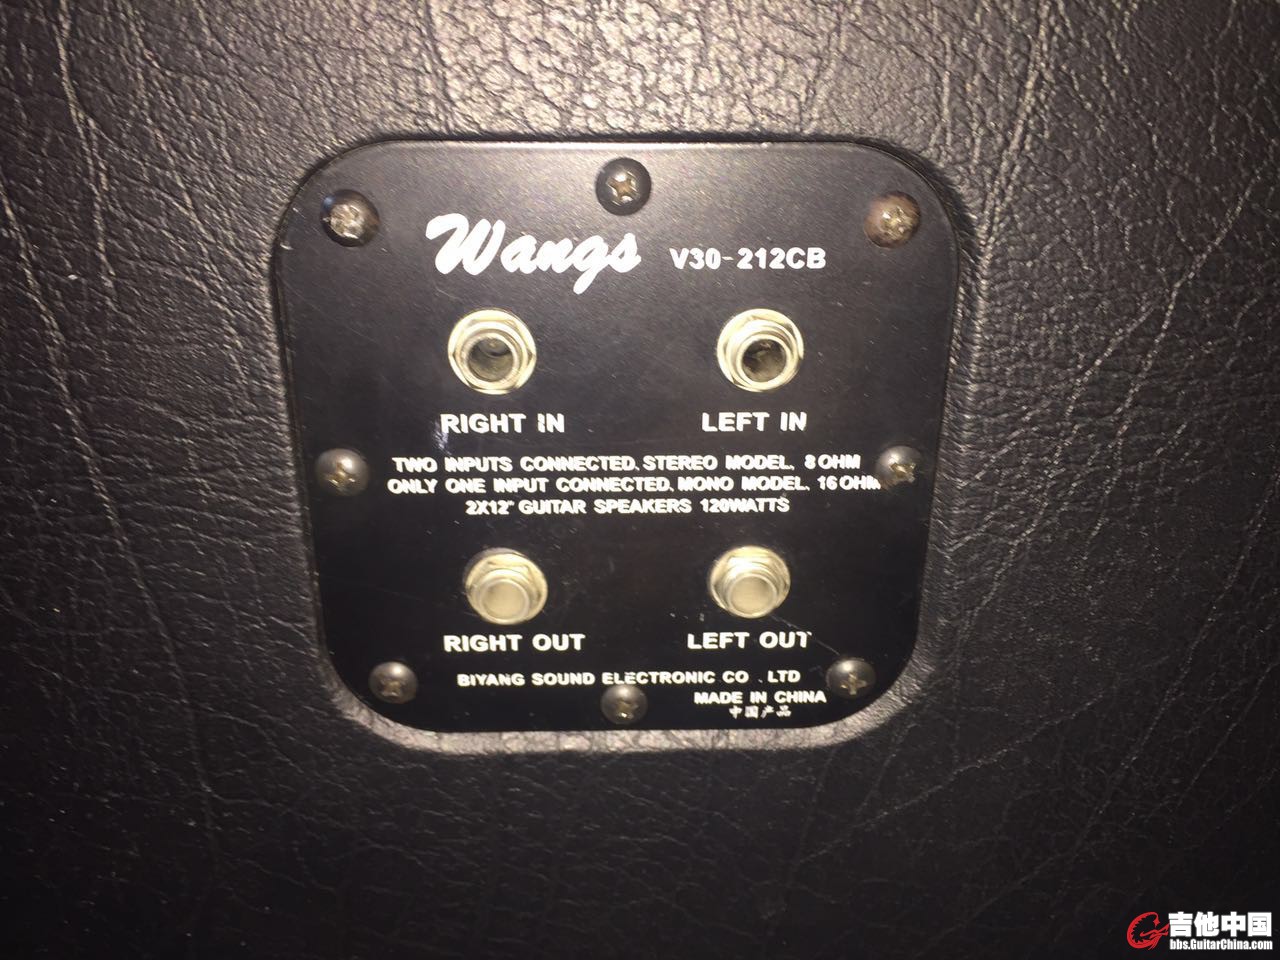 Wangs V30-212CB
RIGHT IN LEFT IN
TWO INPUTS CONNECTED. STEREO MODEL. 8 OHM
ONLY ONE INPUT CONNECTED. MONO MODEL. 16 OHM
2X12" GUITAR SPEAKERS 120WATTS
RIGHT OUT LEFT OUT
BIYANG SOUND ELECTRONIC CO .LTD
MADE IN CHINA
中国产品
吉他中国
bbs.GuitarChina.com